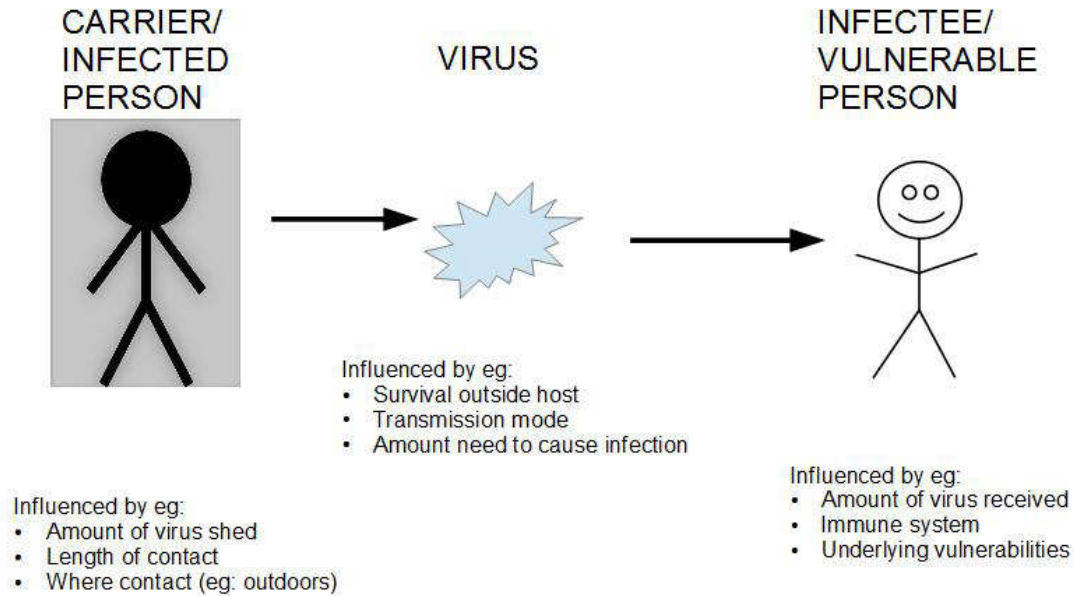 CARRIER/
INFECTED
PERSON
VIRUS
INFECTEE/
VULNERABLE
PERSON
Influenced by eg:
• Survival outside host
• Transmission mode
• Amount need to cause infection
Influenced by eg:
• Amount of virus shed
• Length of contact
• Where contact (eg: outdoors)
Influenced by eg:
• Amount of virus received
• Immune system
• Underlying vulnerabilities